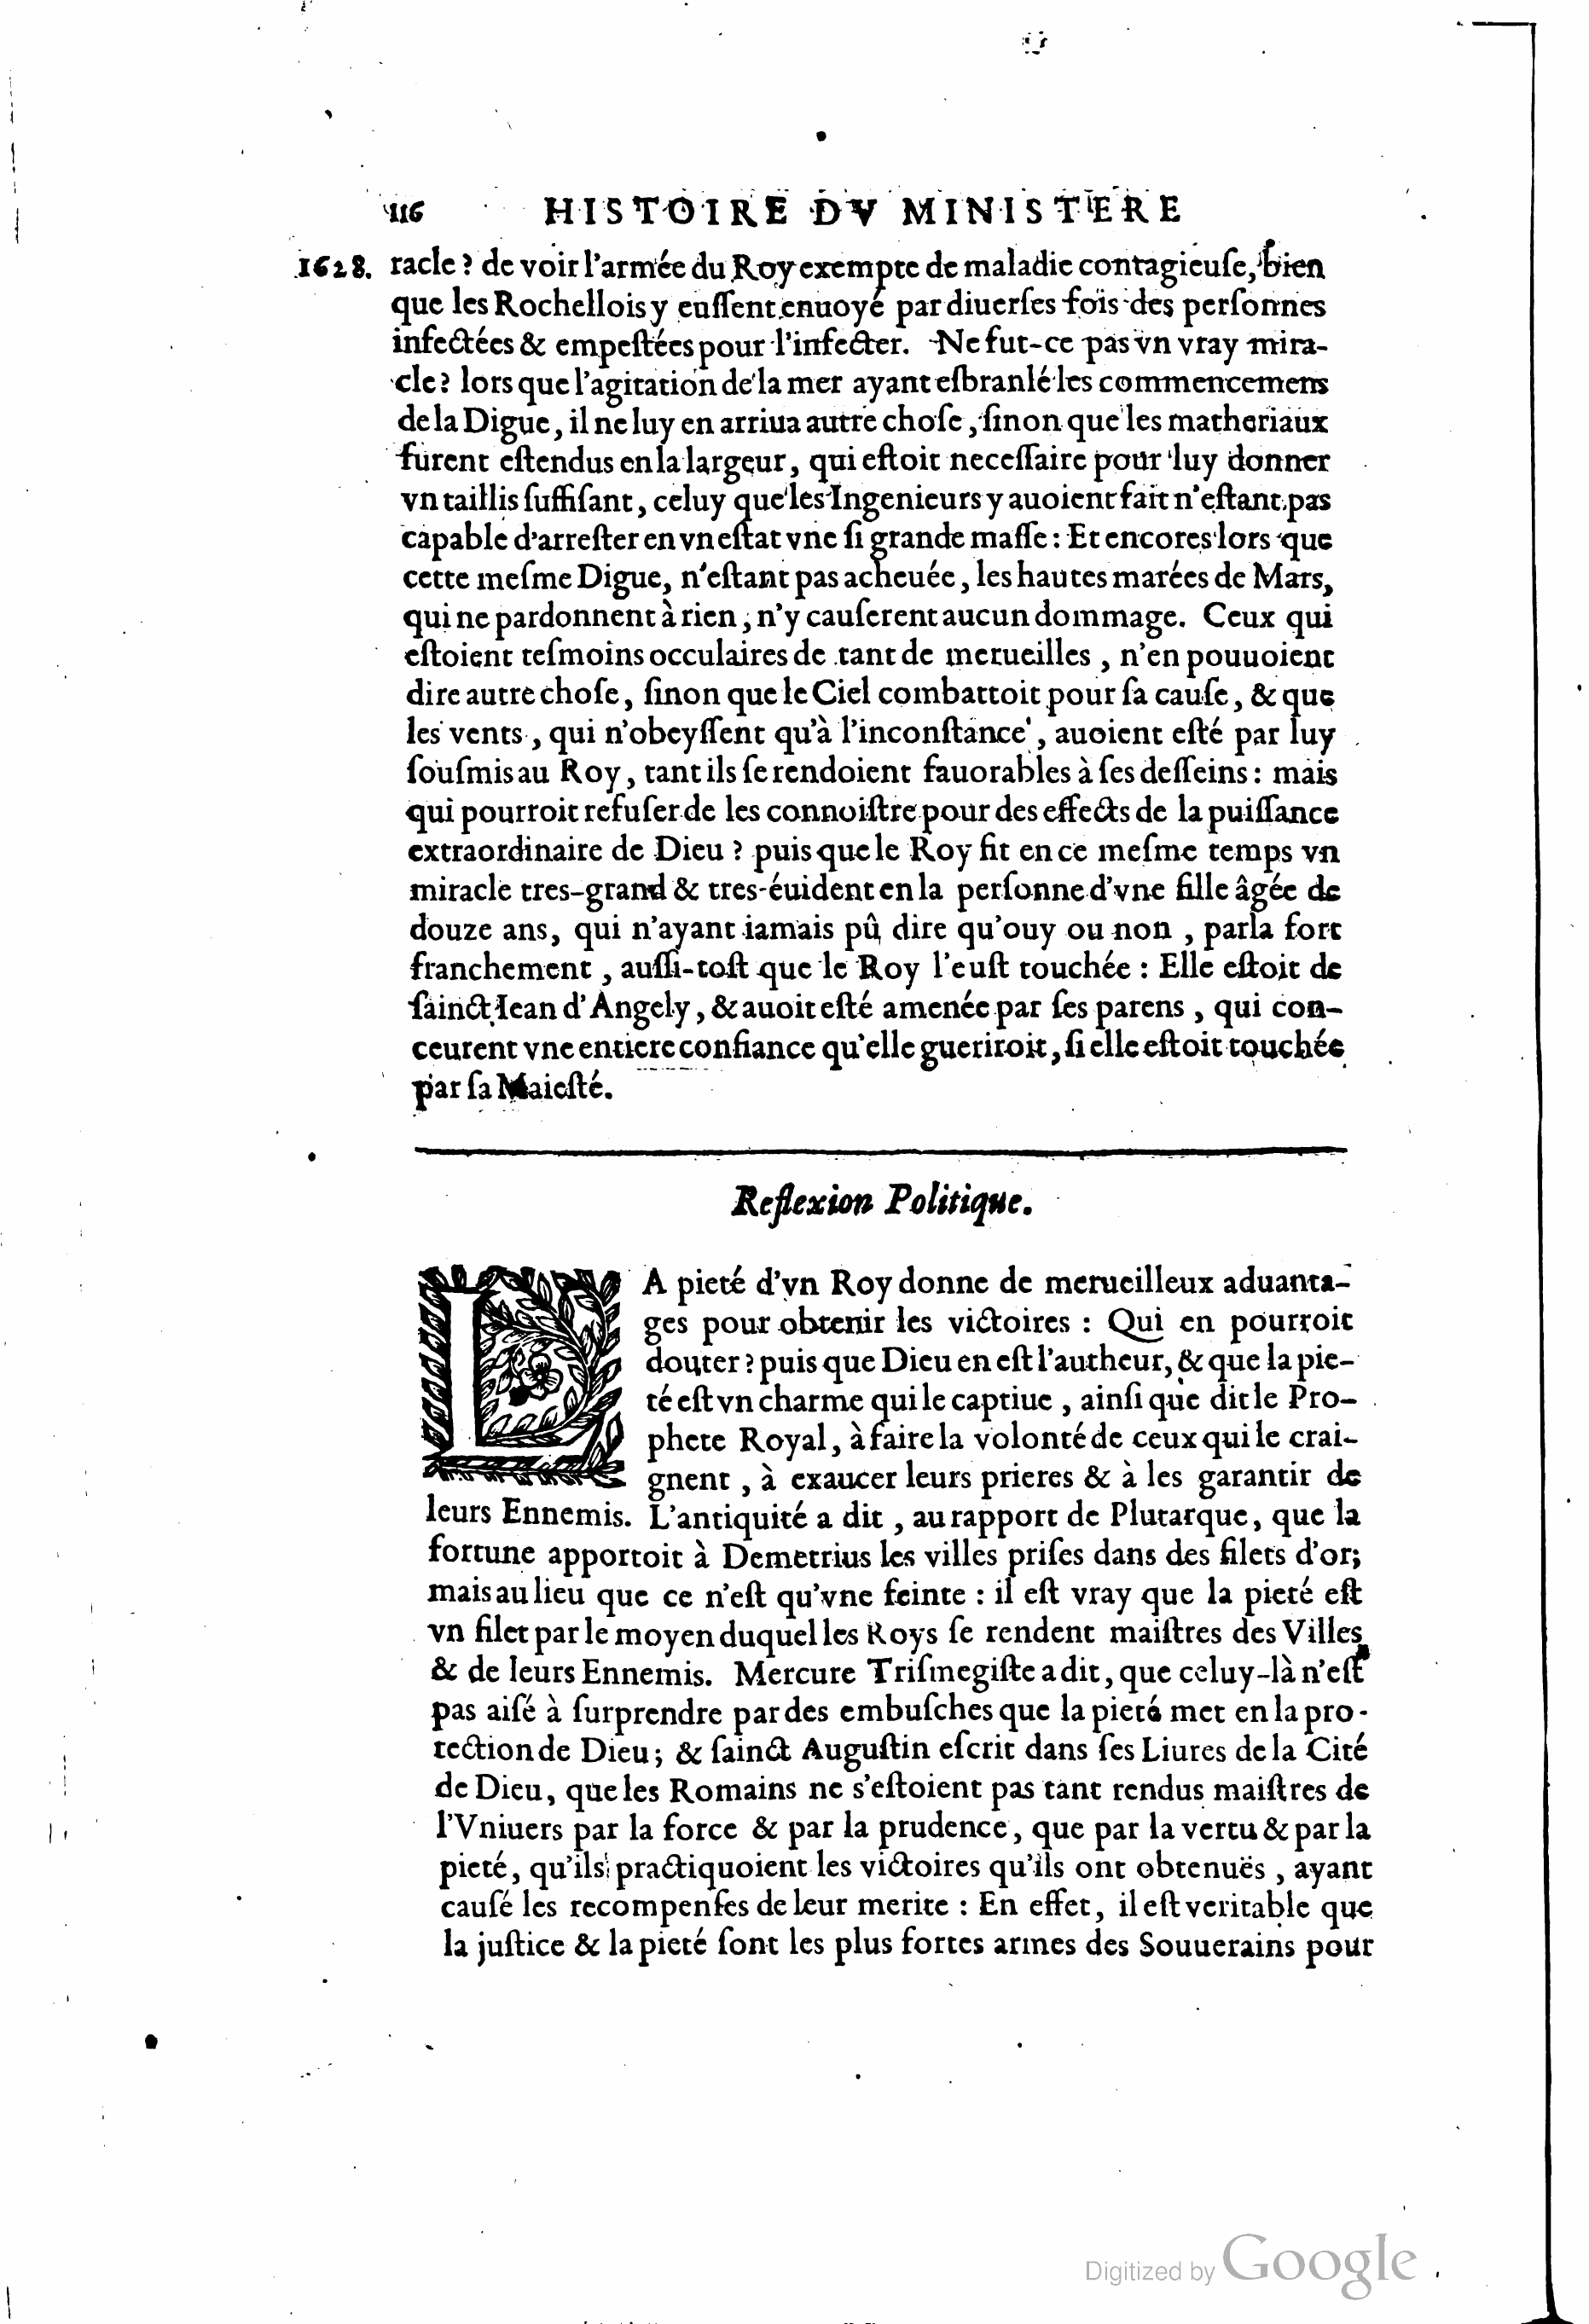 116 HISTOIRE DV MINISTERE
1628. racle ? de voir l'armée du Roy exempte de maladie contagieuſe, bien
que les Rochellois y euſſent enuoyé par diuerſes fois des perſonnes
infectées & empeſtées pour l'infecter. Ne fut-ce pas vn vray mira-
cle ? lors que l'agitation de la mer ayant eſbranlé les commencemens
de la Digue, il ne luy en arriua autre choſe, ſinon que les matheriaux
furent eſtendus en la largeur, qui eſtoit neceſſaire pour luy donner
vn taillis ſuffiſant, celuy que les Ingenieurs y auoient fait n'eſtant pas
capable d'arreſter en vn eſtat vne ſi grande maſſe : Et encores lors que
cette meſme Digue, n'eſtant pas acheuée, les hautes marées de Mars,
qui ne pardonnent à rien, n'y cauſerent aucun dommage. Ceux qui
eſtoient teſmoins occulaires de tant de merueilles, n'en pouuoient
dire autre choſe, ſinon que le Ciel combattoit pour ſa cauſe, & que
les vents, qui n'obeyſſent qu'à l'inconſtance, auoient eſté par luy
ſouſmis au Roy, tant ils ſe rendoient fauorables à ſes deſſeins : mais
qui pourroit refuſer de les connoiſtre pour des effects de la puiſſance
extraordinaire de Dieu ? puis que le Roy fit en ce meſme temps vn
miracle tres-grand & tres-éuident en la perſonne d'vne fille âgée de
douze ans, qui n'ayant iamais pû dire qu'ouy ou non, parla fort
franchement, auſſi-toſt que le Roy l'euſt touchée : Elle eſtoit de
ſainct Iean d'Angely, & auoit eſté amenée par ſes parens, qui con-
ceurent vne entiere confiance qu'elle gueriroit, ſi elle eſtoit touchée
par ſa Maieſté.
Reflexion Politique.
LA pieté d'vn Roy donne de merueilleux aduanta-
ges pour obtenir les victoires : Qui en pourroit
douter ? puis que Dieu en eſt l'autheur, & que la pie-
té eſt vn charme qui le captiue, ainſi que dit le Pro-
phete Royal, à faire la volonté de ceux qui le crai-
gnent, à exaucer leurs prieres & à les garantir de
leurs Ennemis. L'antiquité a dit, au rapport de Plutarque, que la
fortune apportoit à Demetrius les villes priſes dans des filets d'or;
mais au lieu que ce n'eſt qu'vne feinte : il eſt vray que la pieté eſt
vn filet par le moyen duquel les Roys ſe rendent maiſtres des Villes
& de leurs Ennemis. Mercure Triſmegiſte a dit, que celuy-là n'eſt
pas aiſé à ſurprendre par des embuſches que la pieté met en la pro-
tection de Dieu; & ſainct Auguſtin eſcrit dans ſes Liures de la Cité
de Dieu, que les Romains ne s'eſtoient pas tant rendus maiſtres de
l'Vniuers par la force & par la prudence, que par la vertu & par la
pieté, qu'ils practiquoient les victoires qu'ils ont obtenuës, ayant
cauſé les recompenſes de leur merite : En effet, il eſt veritable que
la juſtice & la pieté ſont les plus fortes armes des Souuerains pour
Digitized by Google